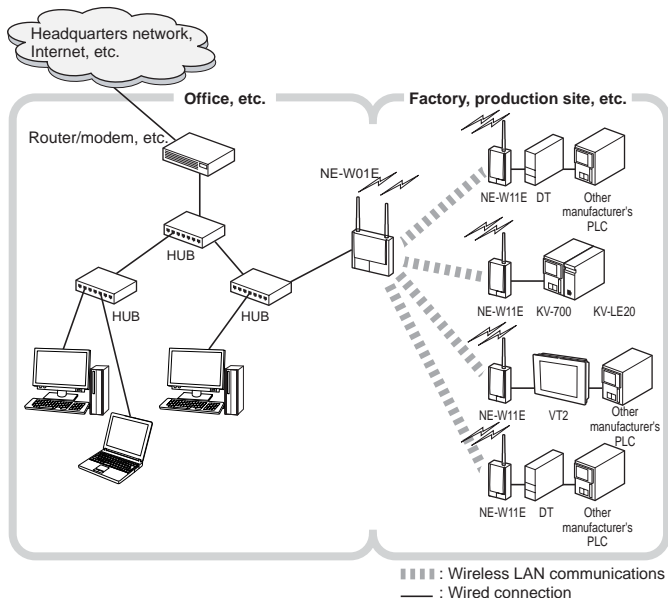 Headquarters network,
Internet, etc.
Office, etc.
Factory, production site, etc.
Router/modem, etc.
NE-W01E
HUB
HUB
HUB
NE-W11E DT Other
manufacturer's
PLC
NE-W11E KV-700 KV-LE20
NE-W11E VT2 Other
manufacturer's
PLC
NE-W11E DT Other
manufacturer's
PLC
: Wireless LAN communications
: Wired connection